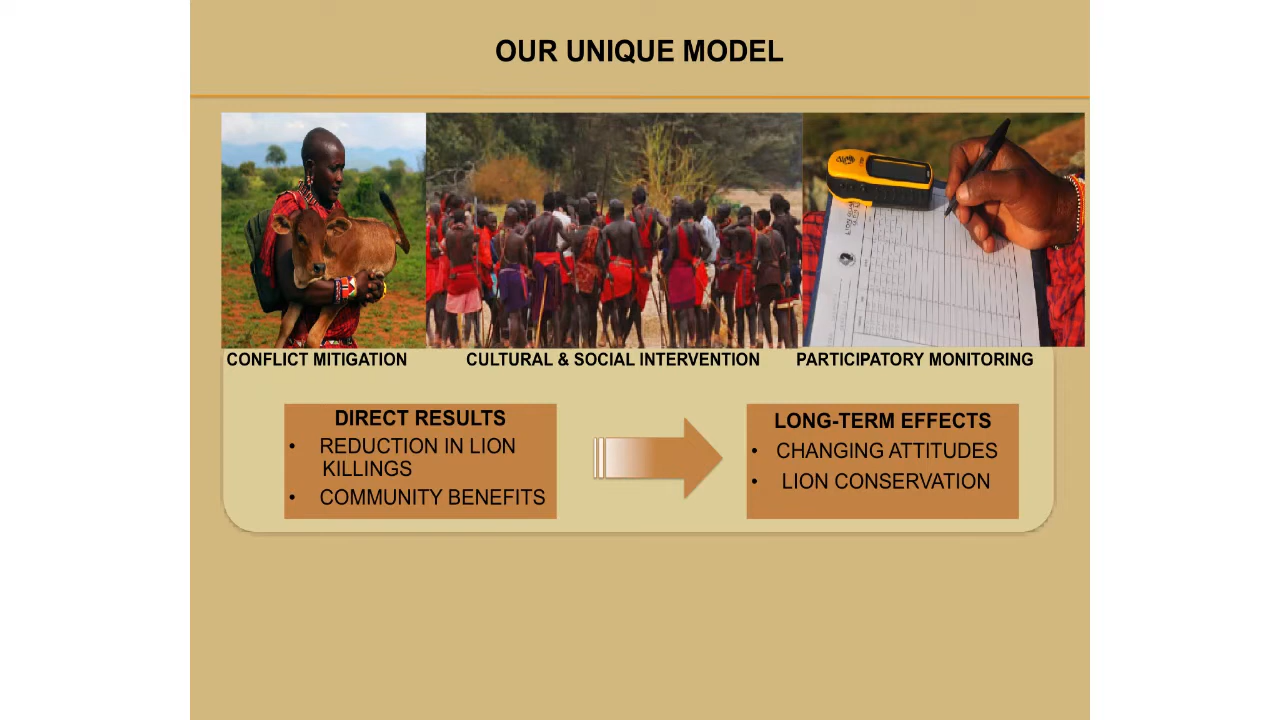 OUR UNIQUE MODEL
CONFLICT MITIGATION
CULTURAL & SOCIAL INTERVENTION
PARTICIPATORY MONITORING
DIRECT RESULTS
• REDUCTION IN LION
KILLINGS
• COMMUNITY BENEFITS
LONG-TERM EFFECTS
• CHANGING ATTITUDES
• LION CONSERVATION